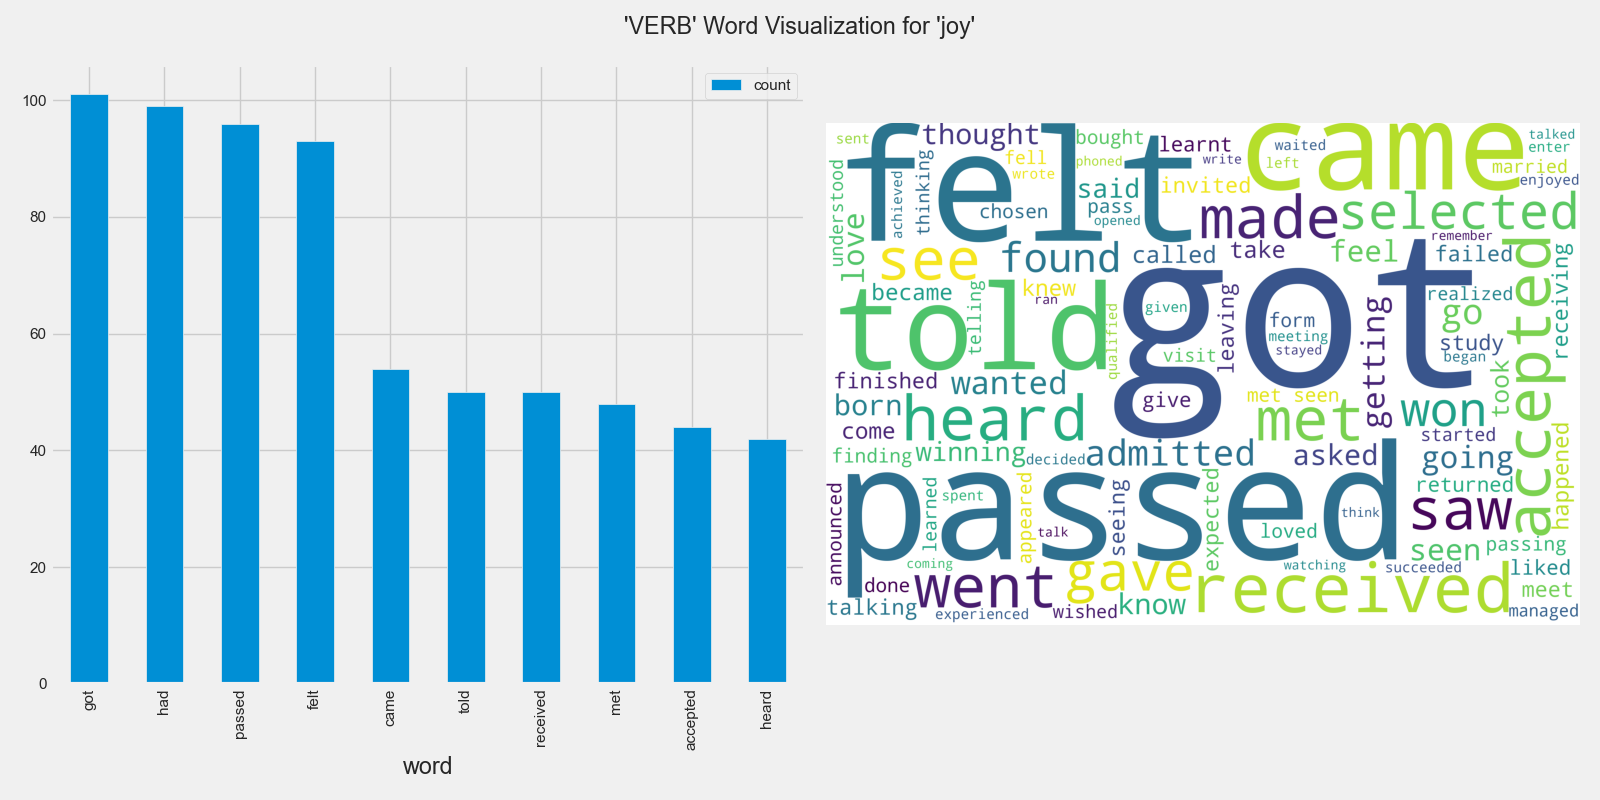 'VERB' Word Visualization for 'joy'
count
100
80
60
40
20
0
got
had
passed
felt
came
told
received
met
accepted
heard
word
sent
felt
thought
bought
learnt
waited
came
talked
enter
fell
wrote
phoned
write
left
married
enjoyed
understood
achieved
thinking
chosen
said
pass
opened
invited
made
selected
love
see
found
called
take
feel
remember
failed
receiving
became
telling
knew
ran
told
qualified
got
given
leaving
form
meeting
stayed
visit
getting
realized
go
study
began
took
accepted
finished
wanted
give
met seen
born
heard
met
won
come
finding
winning
decided
admitted
asked
started
going
returned
happened
announced
learned
spent
passed
appeared
talk
seeing
expected
loved
think
saw
seen
passing
coming
watching
succeeded
liked
done
went
gave
received
meet
talking
experienced
wished
know
managed